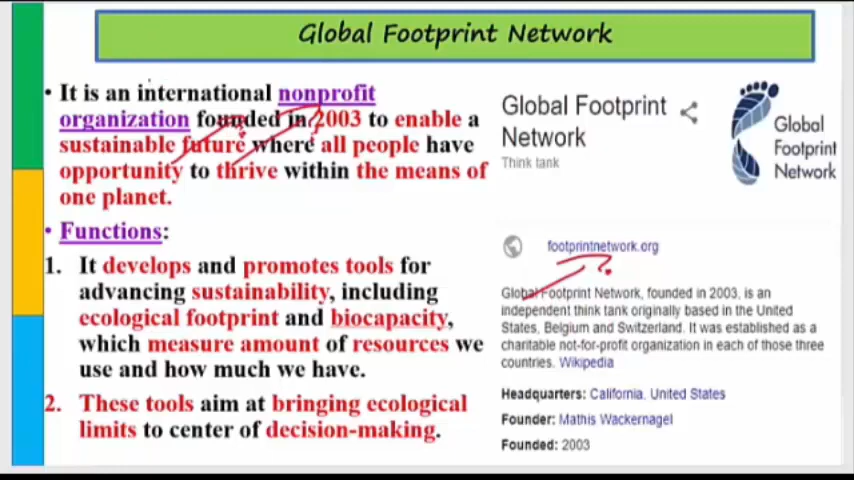 Global Footprint Network
• It is an international nonprofit
organization founded in 2003 to enable a
sustainable future where all people have
opportunity to thrive within the means of
one planet.
• Functions:
1. It develops and promotes tools for
advancing sustainability, including
ecological footprint and biocapacity,
which measure amount of resources we
use and how much we have.
2. These tools aim at bringing ecological
limits to center of decision-making.
Global Footprint
Network
Think tank
Global
Footprint
Network
footprintnetwork.org
Global Footprint Network, founded in 2003, is an
independent think tank originally based in the United
States, Belgium and Switzerland. It was established as a
charitable not-for-profit organization in each of those three
countries. Wikipedia
Headquarters: California, United States
Founder: Mathis Wackernagel
Founded: 2003